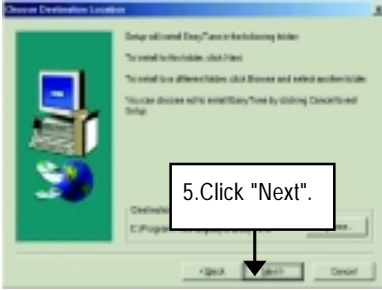 Choose Destination Location
Setup will install EasyTune in the following folder.
To install to this folder, click Next.
To install to a different folder, click Browse and select another folder.
You can choose not to install EasyTune by clicking Cancel to exit
Setup.
5.Click "Next".
Destination
C:\Program
< Back
Next >
Cancel